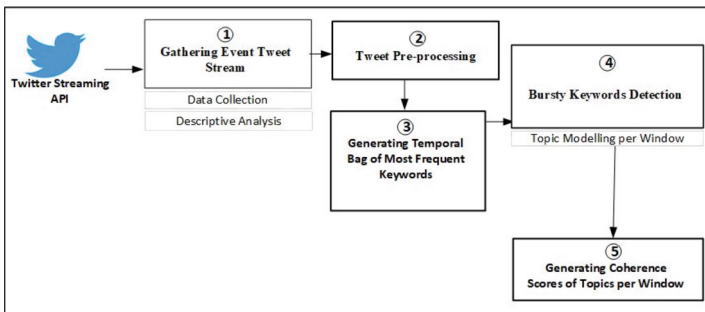 Twitter Streaming
API
①
Gathering Event Tweet
Stream
Data Collection
Descriptive Analysis
②
Tweet Pre-processing
③
Generating Temporal
Bag of Most Frequent
Keywords
④
Bursty Keywords Detection
Topic Modelling per Window
⑤
Generating Coherence
Scores of Topics per Window